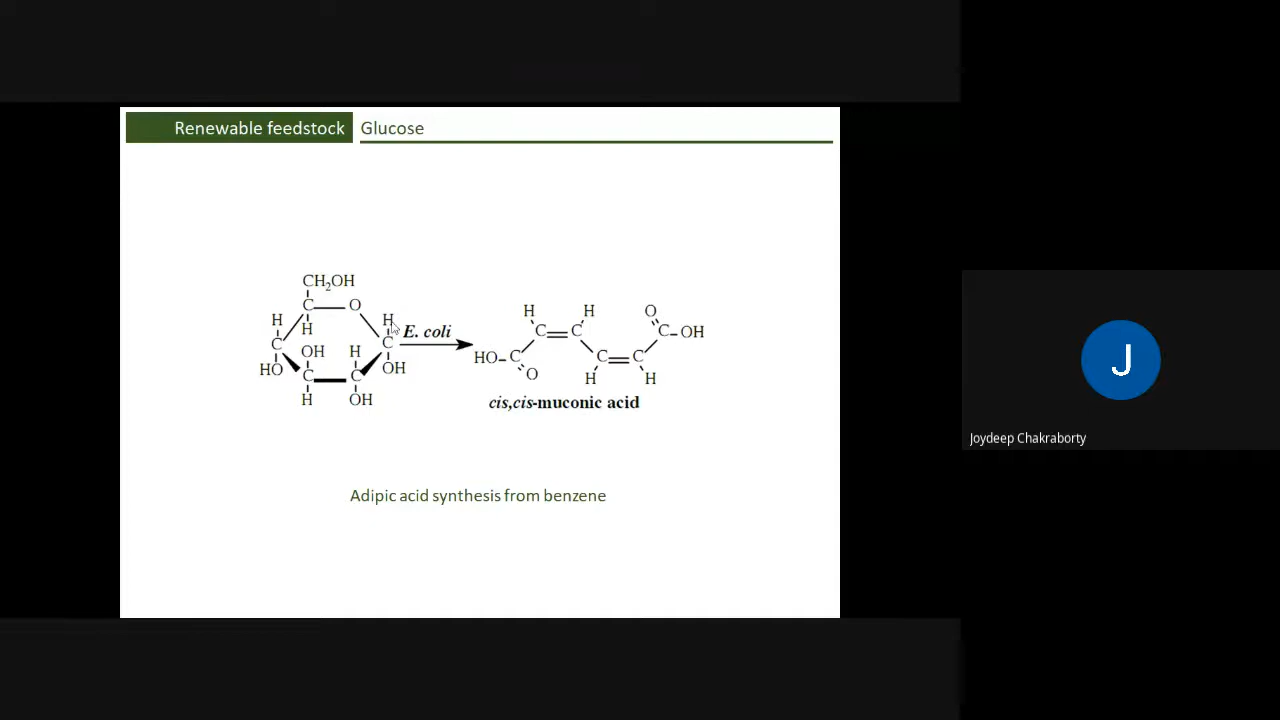 Renewable feedstock Glucose
CH2OH
C O
H H
H
C OH H C
HO C C OH
H OH
E. coli
H H O
C C C OH
HO C C C
O H H
cis,cis-muconic acid
Adipic acid synthesis from benzene
J
Joydeep Chakraborty